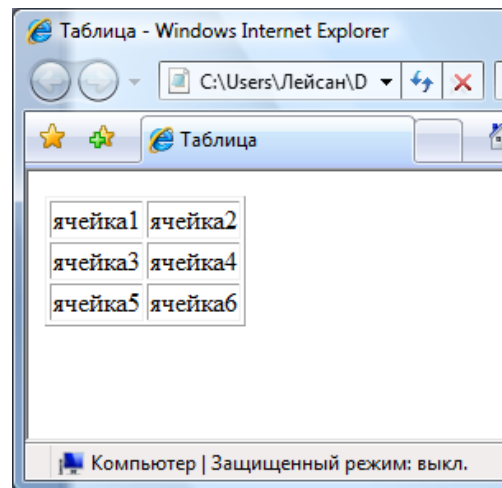 Таблица - Windows Internet Explorer
C:\Users\Лейсан\D
Таблица
ячейка1 ячейка2
ячейка3 ячейка4
ячейка5 ячейка6
Компьютер | Защищенный режим: выкл.